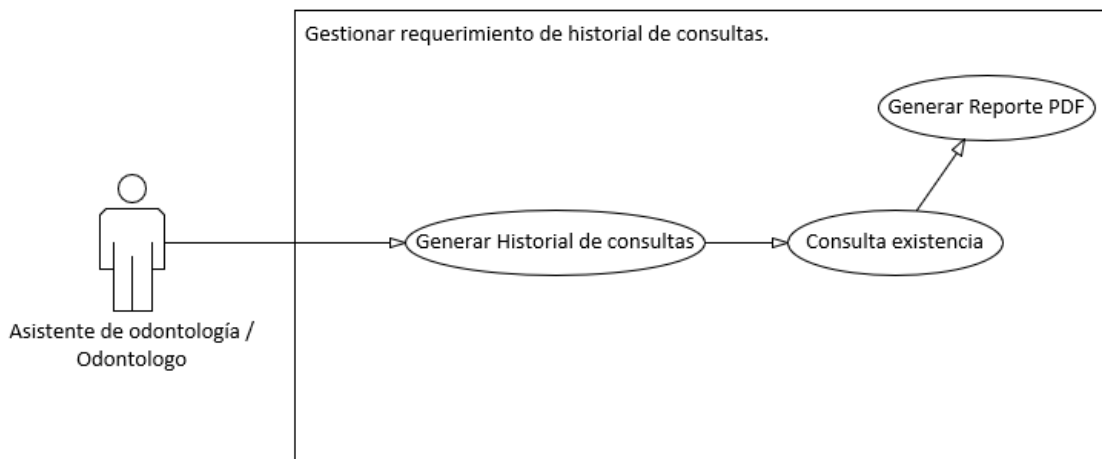 Gestionar requerimiento de historial de consultas.
Generar Reporte PDF
Generar Historial de consultas
Consulta existencia
Asistente de odontología /
Odontologo